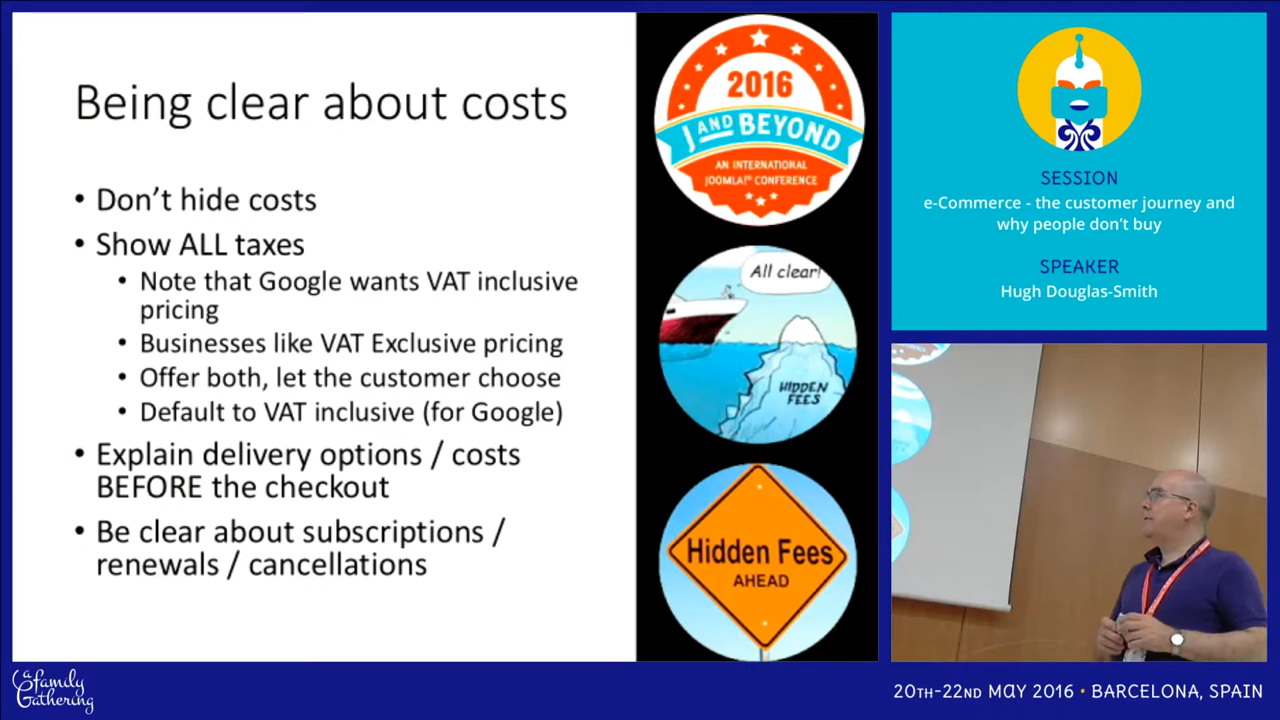 Being clear about costs
• Don't hide costs
• Show ALL taxes
• Note that Google wants VAT inclusive
pricing
• Businesses like VAT Exclusive pricing
• Offer both, let the customer choose
• Default to VAT inclusive (for Google)
• Explain delivery options / costs
BEFORE the checkout
• Be clear about subscriptions /
renewals / cancellations
2016
J AND BEYOND
AN INTERNATIONAL
JOOMLA!® CONFERENCE
All clear!
HIDDEN
FEES
Hidden Fees
AHEAD
SESSION
e-Commerce - the customer journey and
why people don't buy
SPEAKER
Hugh Douglas-Smith
a family
Gathering
20TH-22ND MAY 2016 • BARCELONA, SPAIN